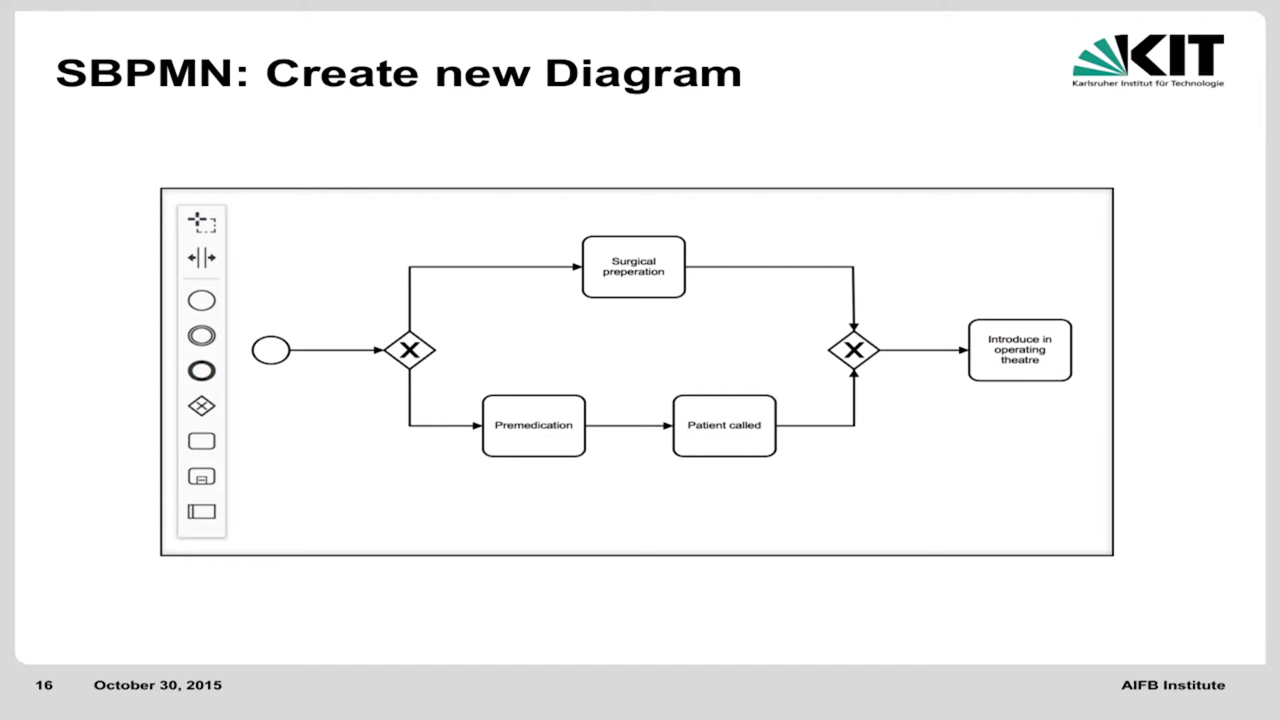 SBPMN: Create new Diagram
KIT
Karlsruher Institut für Technologie
Surgical
preperation
X
X
Introduce in
operating
theatre
Premedication
Patient called
16 October 30, 2015
AIFB Institute